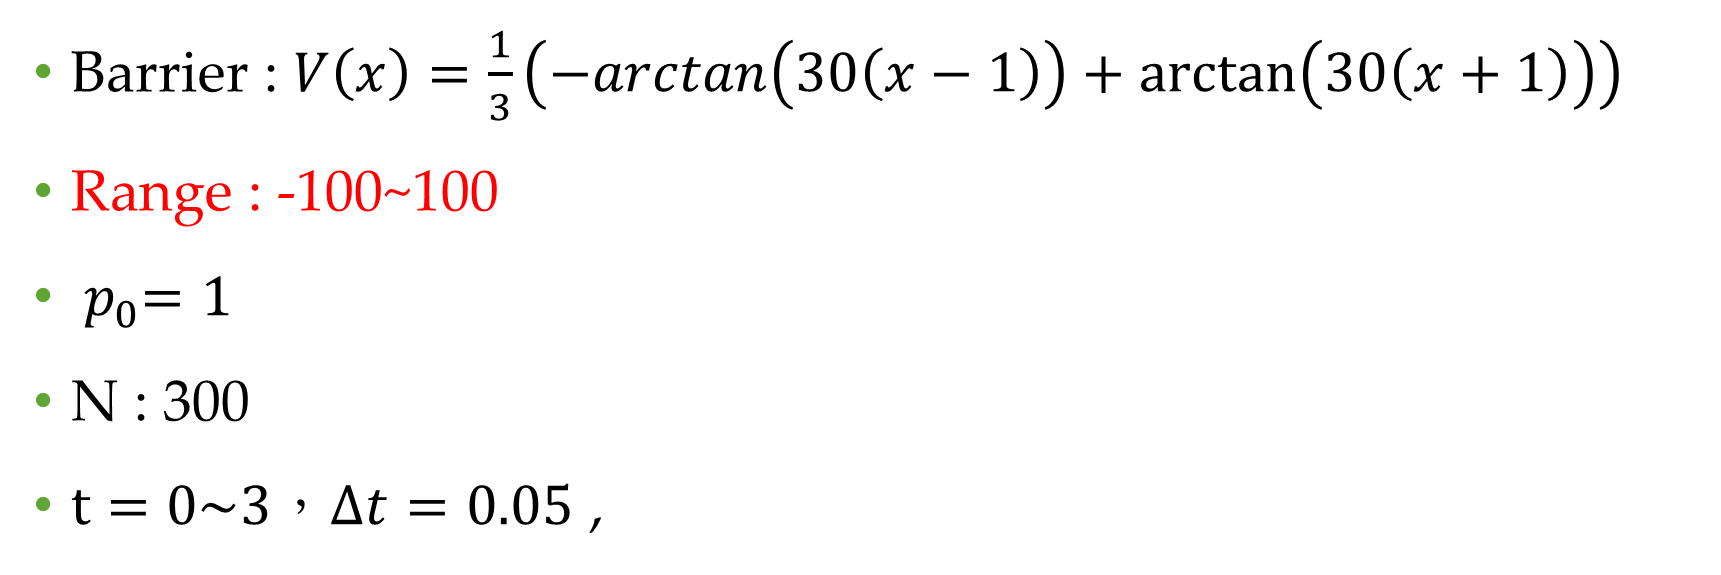 • Barrier : V(x) = 1/3 (−arctan(30(x − 1)) + arctan(30(x + 1)))
• Range : -100~100
• p₀= 1
• N : 300
• t = 0~3，Δt = 0.05 ,